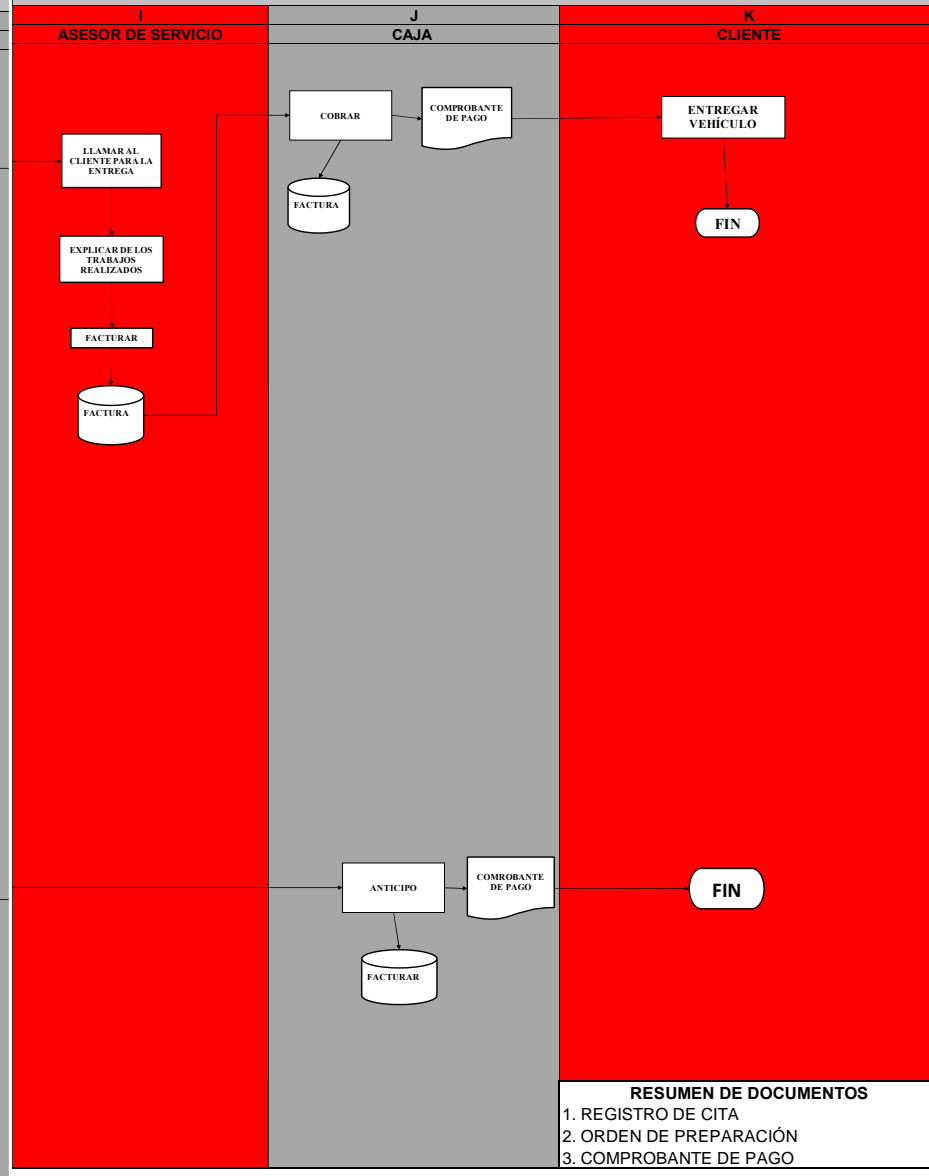 I
J
K
ASESOR DE SERVICIO
CAJA
CLIENTE
LLAMAR AL
CLIENTE PARA LA
ENTREGA
EXPLICAR DE LOS
TRABAJOS
REALIZADOS
FACTURAR
FACTURA
COBRAR
COMPROBANTE
DE PAGO
FACTURA
ENTREGAR
VEHÍCULO
FIN
ANTICIPO
COMROBANTE
DE PAGO
FACTURAR
FIN
RESUMEN DE DOCUMENTOS
1. REGISTRO DE CITA
2. ORDEN DE PREPARACIÓN
3. COMPROBANTE DE PAGO